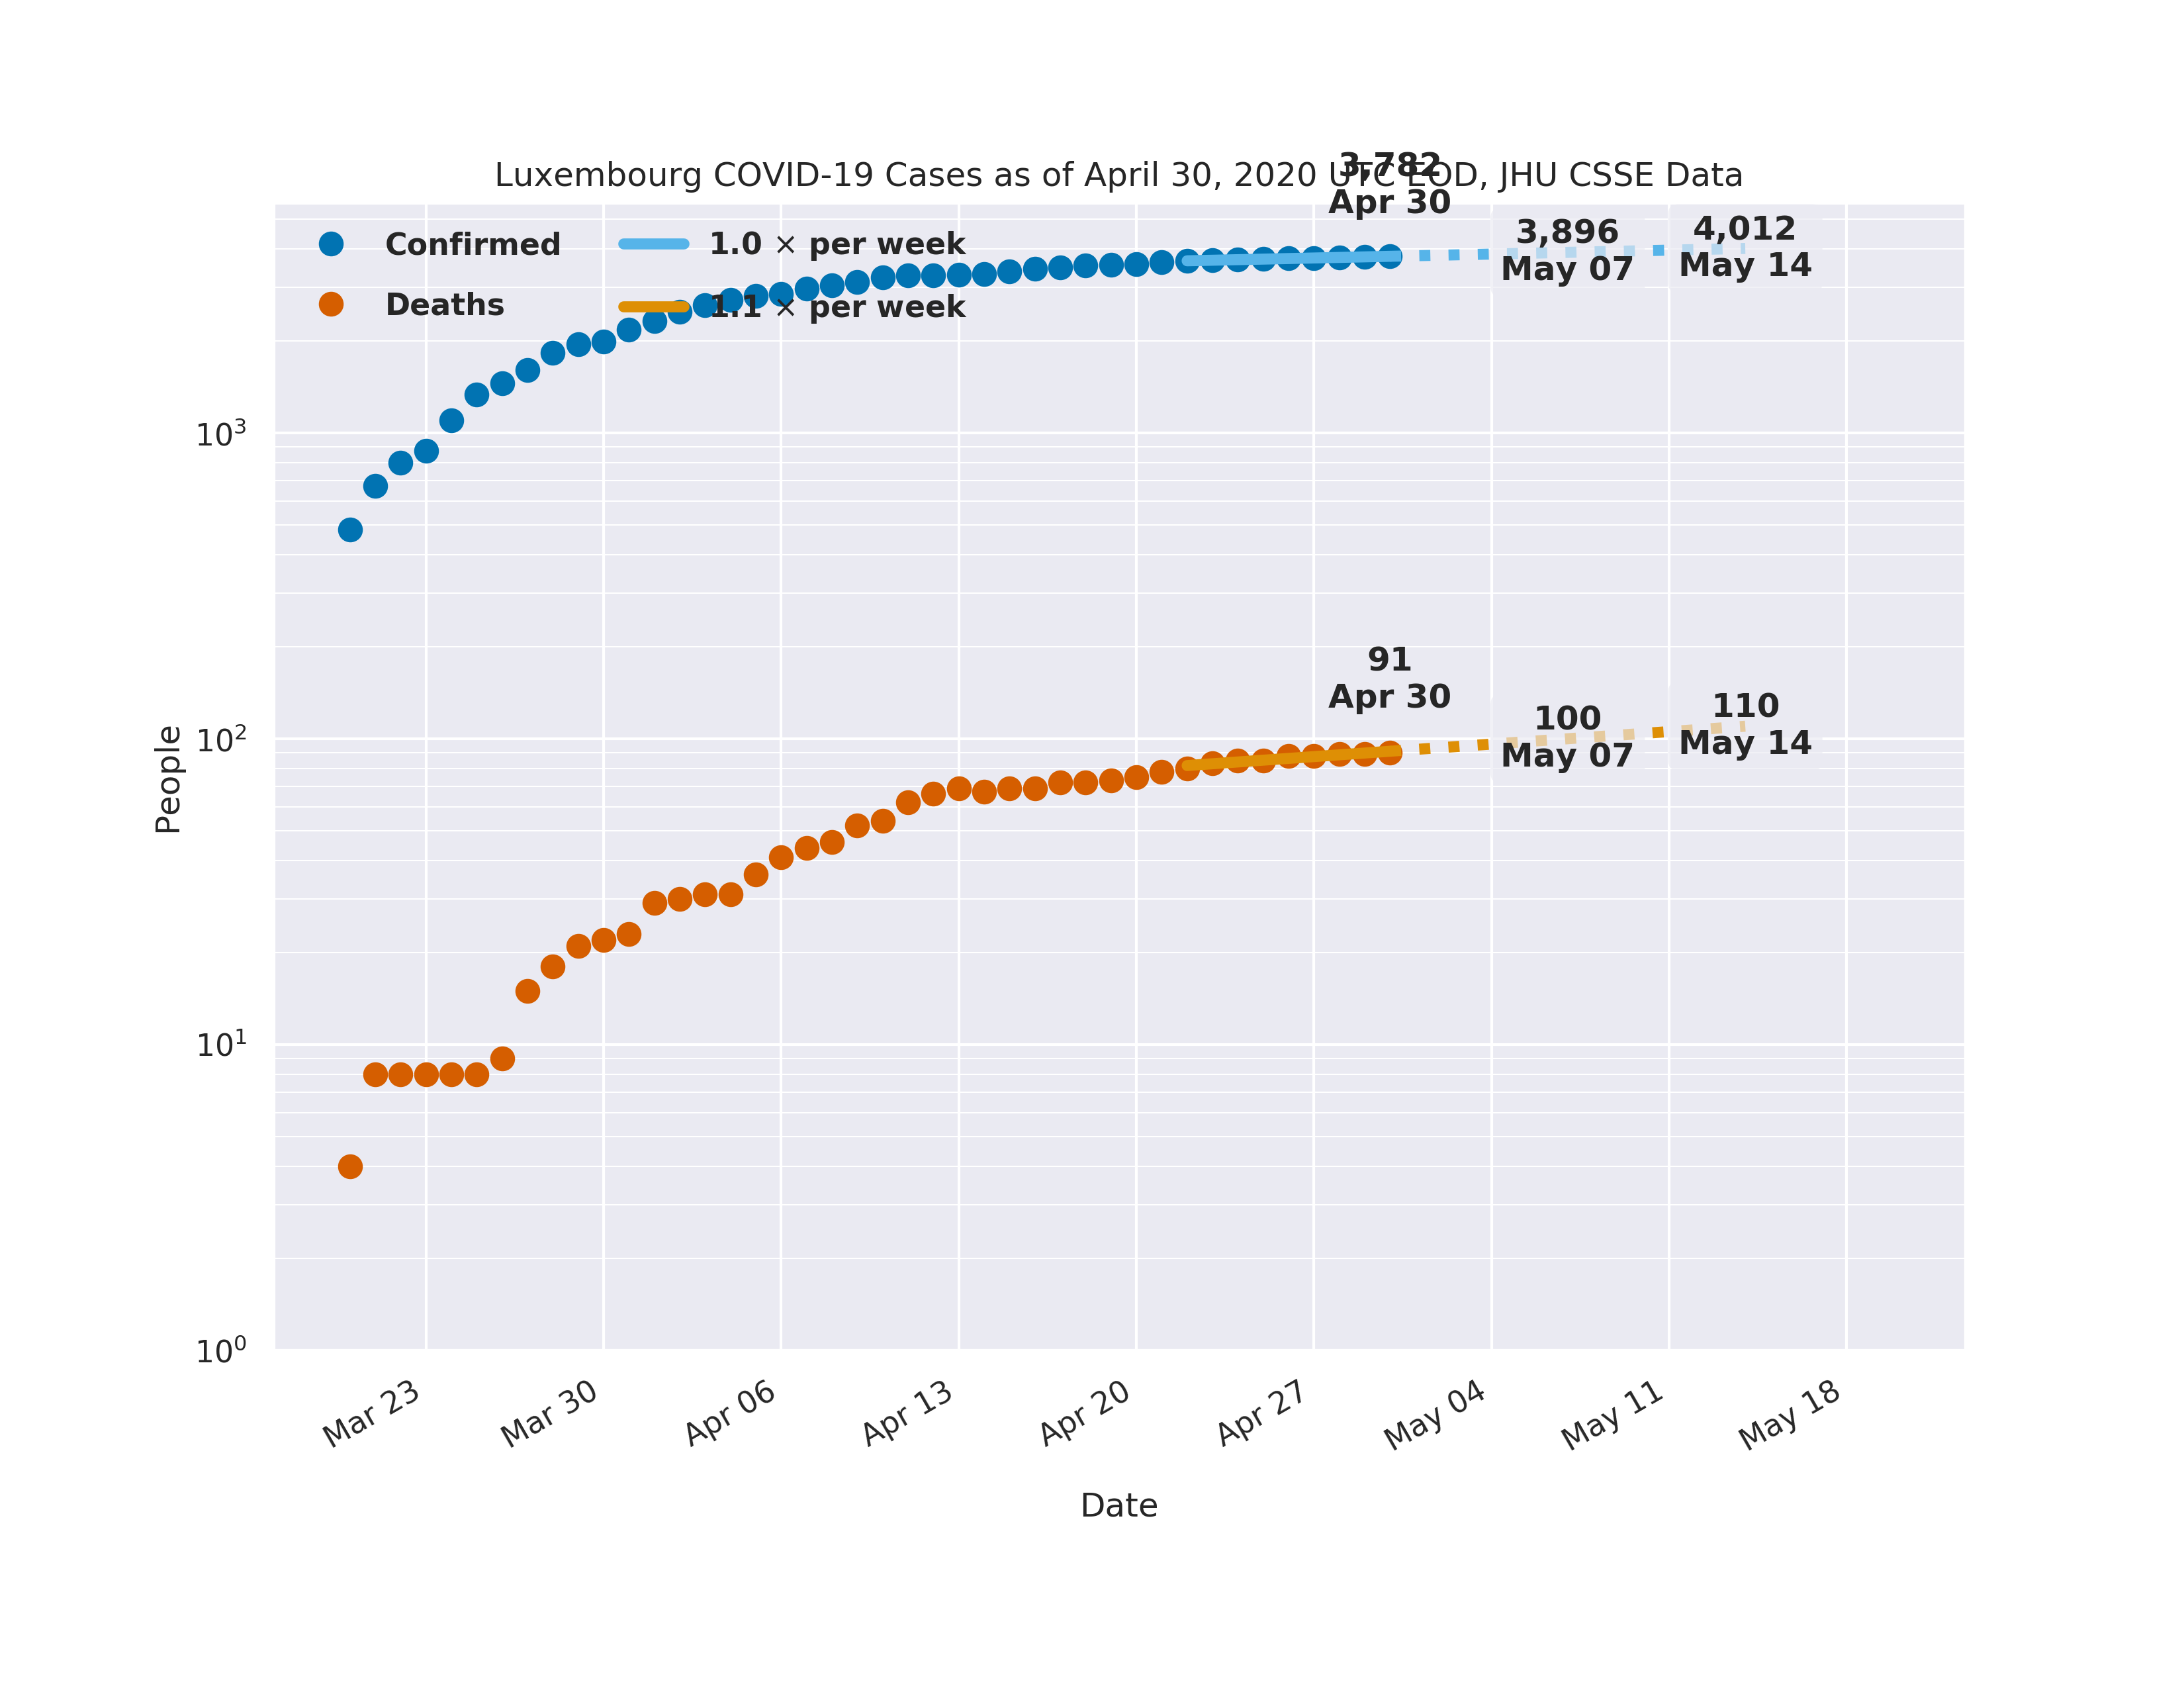 Luxembourg COVID-19 Cases as of April 30, 2020 UTC EOD, JHU CSSE Data
3,782
Apr 30
Confirmed
Deaths
1.0 × per week
1.1 × per week
3,896
May 07
4,012
May 14
91
Apr 30
100
May 07
110
May 14
People
10³
10²
10¹
10⁰
Mar 23
Mar 30
Apr 06
Apr 13
Apr 20
Apr 27
May 04
May 11
May 18
Date